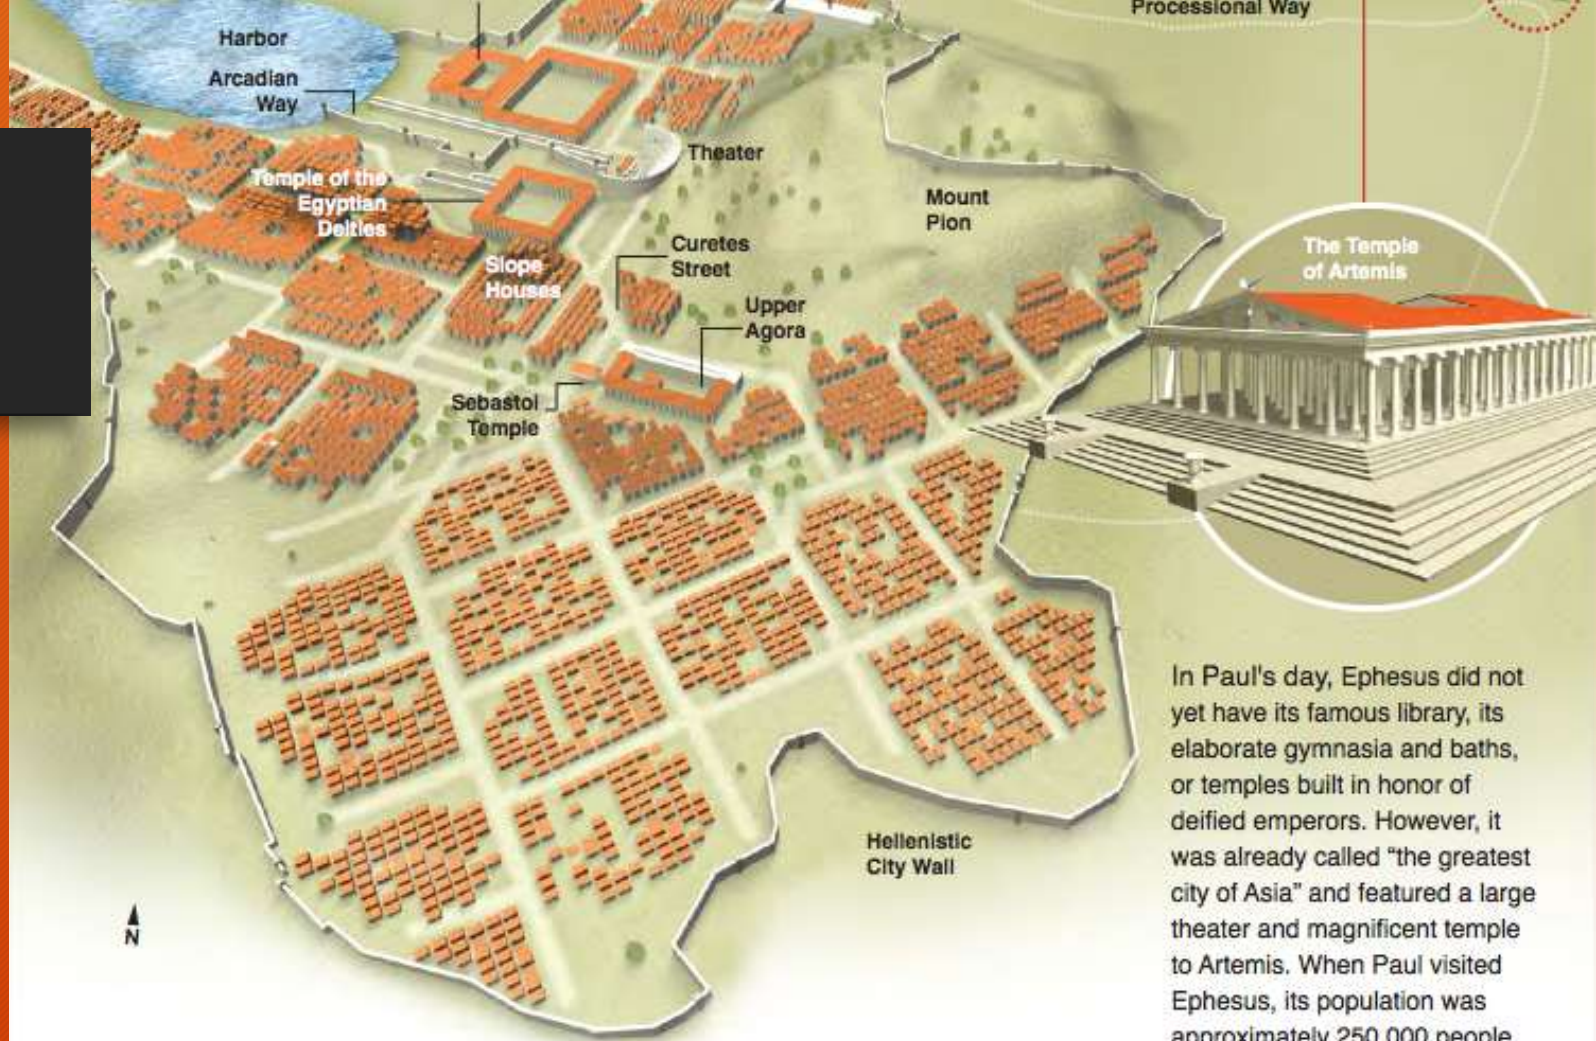 Processional Way
Harbor
Arcadian
Way
Theater
Temple of the
Egyptian
Deities
Mount
Pion
Curetes
Street
Slope
Houses
The Temple
of Artemis
Upper
Agora
Sebastoi
Temple
In Paul's day, Ephesus did not
yet have its famous library, its
elaborate gymnasia and baths,
or temples built in honor of
deified emperors. However, it
was already called “the greatest
city of Asia” and featured a large
theater and magnificent temple
to Artemis. When Paul visited
Ephesus, its population was
approximately 250,000 people
Hellenistic
City Wall
N